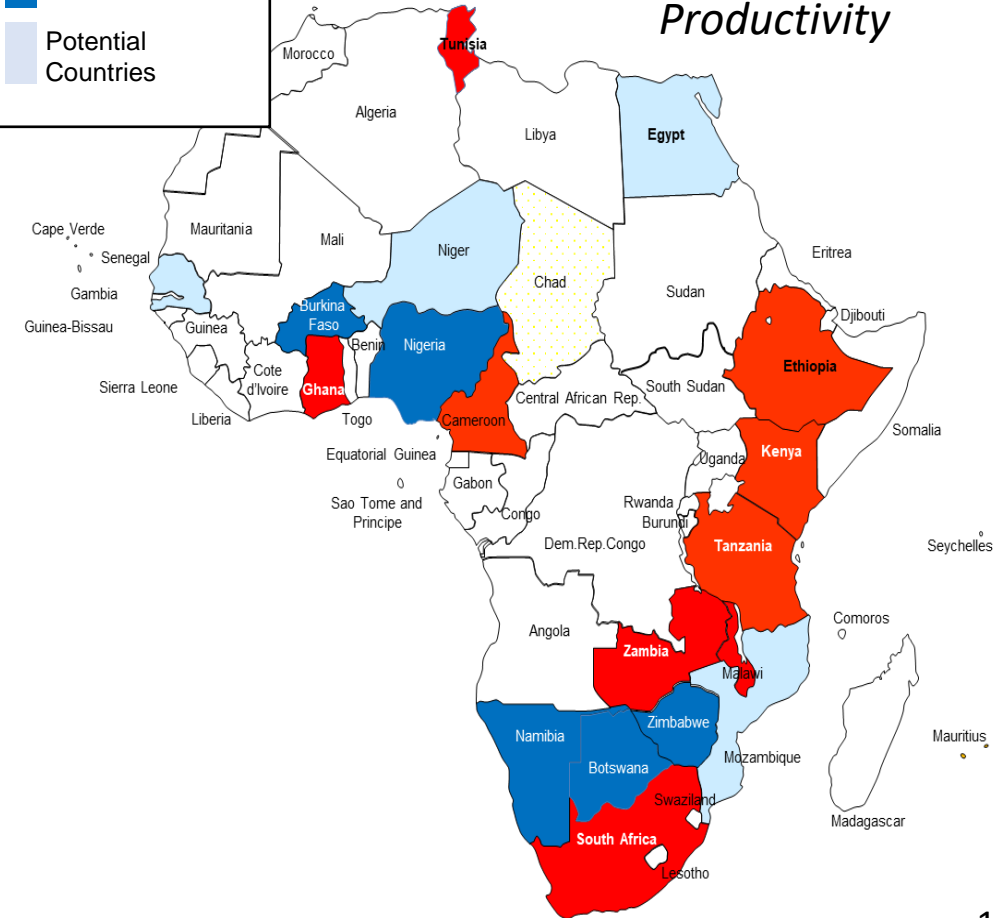 Productivity
Potential
Countries
Tunisia
Morocco
Algeria
Libya
Egypt
Cape Verde
Mauritania
Mali
Niger
Chad
Sudan
Eritrea
Senegal
Gambia
Guinea-Bissau
Guinea
Burkina
Faso
Benin
Nigeria
Djibouti
Ethiopia
Sierra Leone
Cote
d'Ivoire
Ghana
Central African Rep.
South Sudan
Liberia
Togo
Cameroon
Somalia
Equatorial Guinea
Uganda
Kenya
Gabon
Sao Tome and
Principe
Congo
Rwanda
Burundi
Dem.Rep.Congo
Tanzania
Seychelles
Comoros
Angola
Zambia
Malawi
Namibia
Zimbabwe
Mauritius
Botswana
Mozambique
Swaziland
Madagascar
South Africa
Lesotho
1